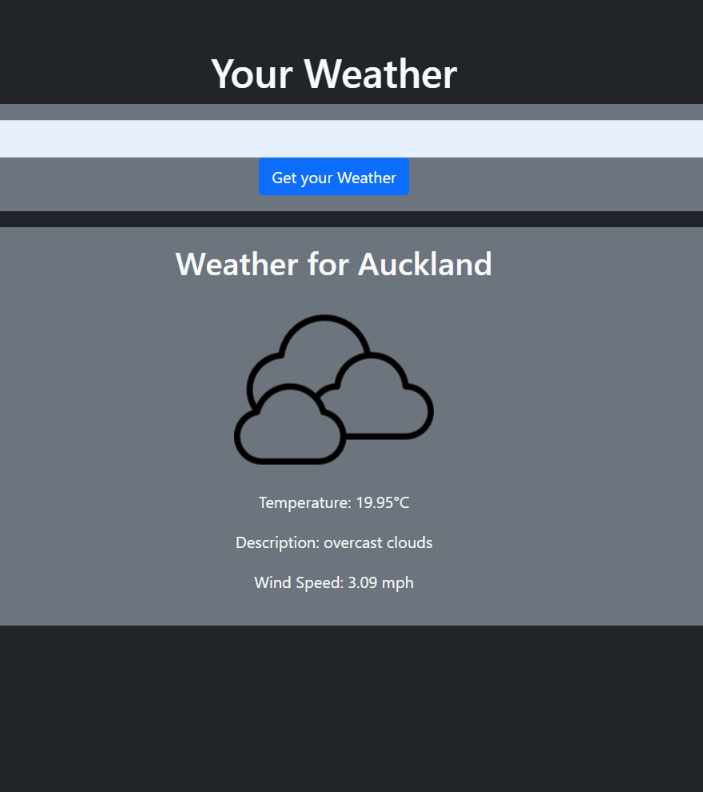 Your Weather
Get your Weather
Weather for Auckland
Temperature: 19.95°C
Description: overcast clouds
Wind Speed: 3.09 mph